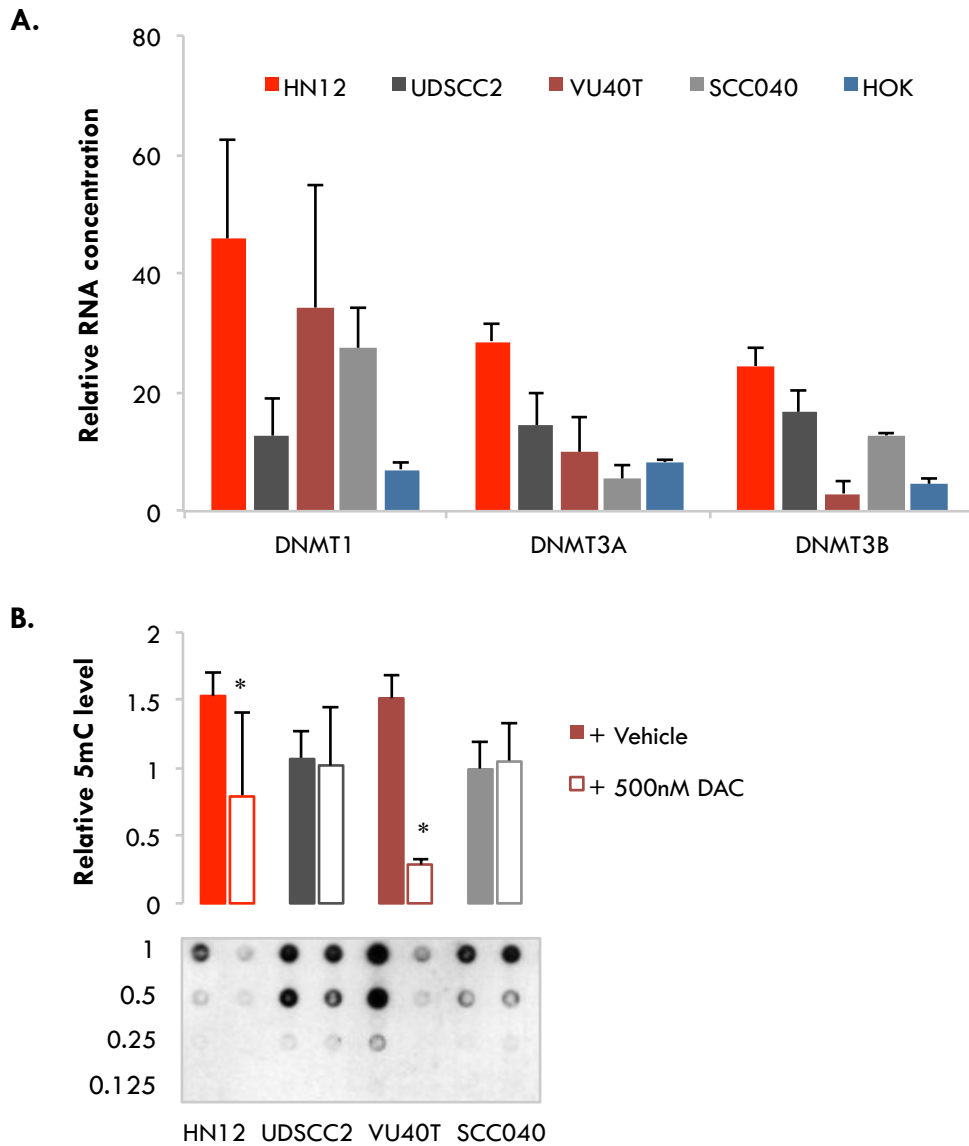 A.
80
60
40
20
0
Relative RNA concentration
HN12 UDSCC2 VU40T SCC040 HOK
DNMT1 DNMT3A DNMT3B
B.
2
1.5
1
0.5
0
Relative 5mC level
* *
+ Vehicle
+ 500nM DAC
1
0.5
0.25
0.125
HN12 UDSCC2 VU40T SCC040